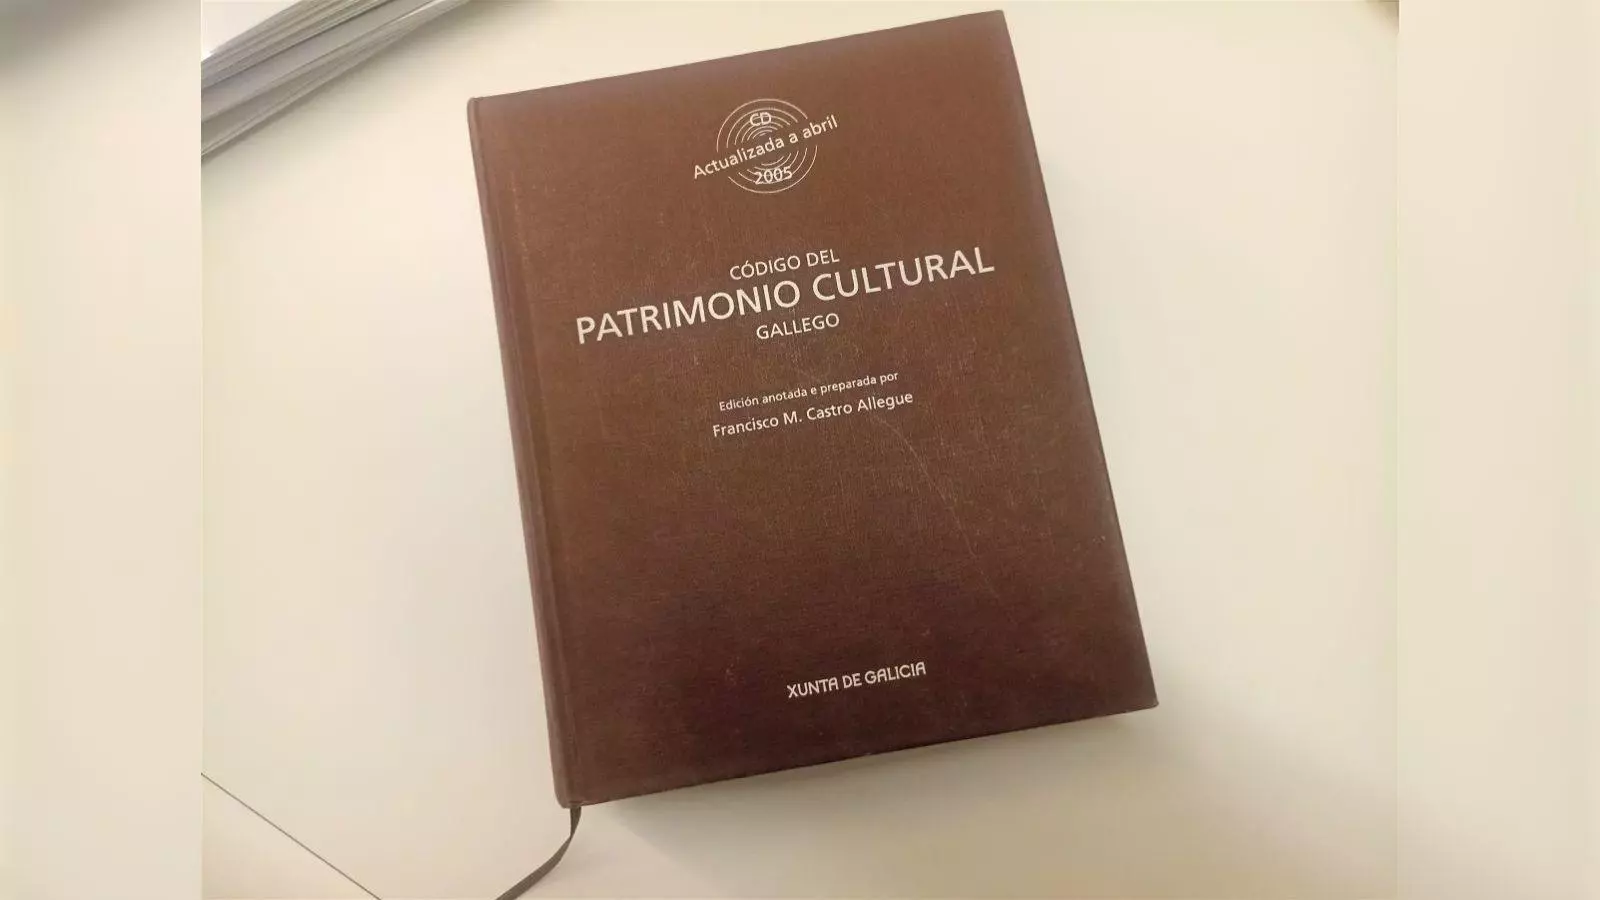 CD
Actualizada a abril
2005
CÓDIGO DEL
PATRIMONIO CULTURAL
GALLEGO
Edición anotada e preparada por
Francisco M. Castro Allegue
XUNTA DE GALICIA